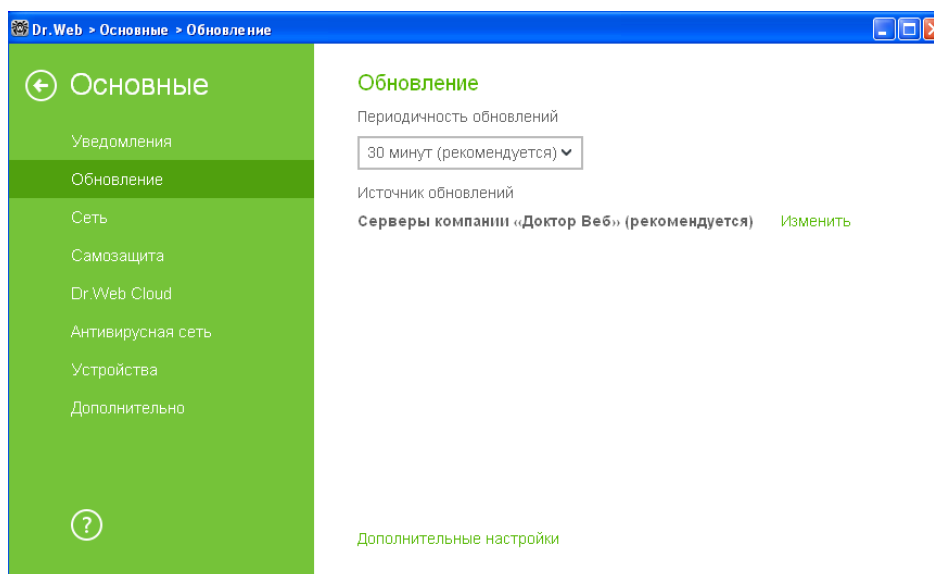 Dr.Web > Основные > Обновление
Основные
Уведомления
Обновление
Сеть
Самозащита
Dr.Web Cloud
Антивирусная сеть
Устройства
Дополнительно
Обновление
Периодичность обновлений
30 минут (рекомендуется)
Источник обновлений
Серверы компании «Доктор Веб» (рекомендуется) Изменить
Дополнительные настройки